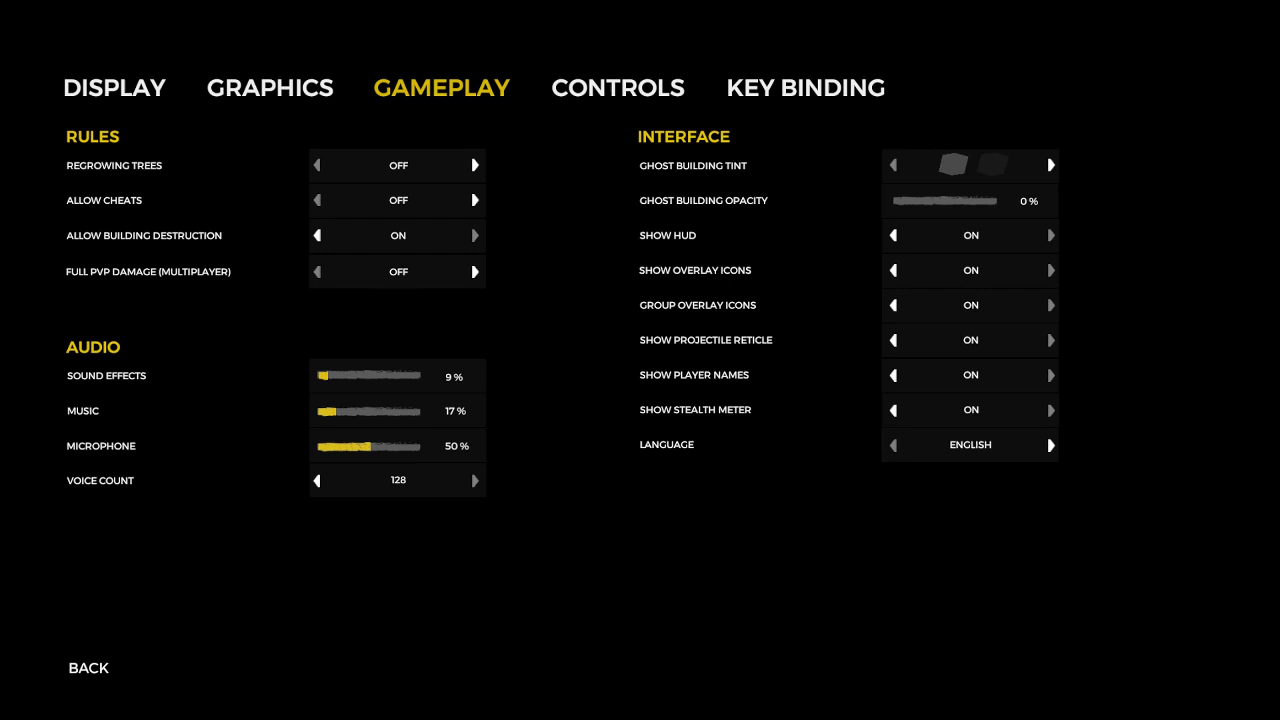 DISPLAY GRAPHICS GAMEPLAY CONTROLS KEY BINDING
RULES
REGROWING TREES OFF
ALLOW CHEATS OFF
ALLOW BUILDING DESTRUCTION ON
FULL PVP DAMAGE (MULTIPLAYER) OFF
AUDIO
SOUND EFFECTS 9 %
MUSIC 17 %
MICROPHONE 50 %
VOICE COUNT 128
INTERFACE
GHOST BUILDING TINT
GHOST BUILDING OPACITY 0 %
SHOW HUD ON
SHOW OVERLAY ICONS ON
GROUP OVERLAY ICONS ON
SHOW PROJECTILE RETICLE ON
SHOW PLAYER NAMES ON
SHOW STEALTH METER ON
LANGUAGE ENGLISH
BACK